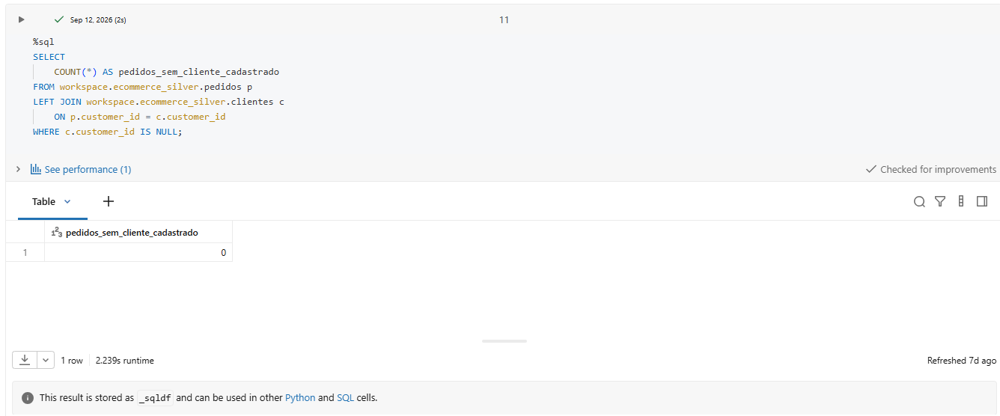 Sep 12, 2026 (2s)
11
%sql
SELECT
COUNT(*) AS pedidos_sem_cliente_cadastrado
FROM workspace.ecommerce_silver.pedidos p
LEFT JOIN workspace.ecommerce_silver.clientes c
ON p.customer_id = c.customer_id
WHERE c.customer_id IS NULL;
See performance (1)
Checked for improvements
Table
123 pedidos_sem_cliente_cadastrado
1 0
1 row 2.239s runtime
Refreshed 7d ago
This result is stored as _sqldf and can be used in other Python and SQL cells.